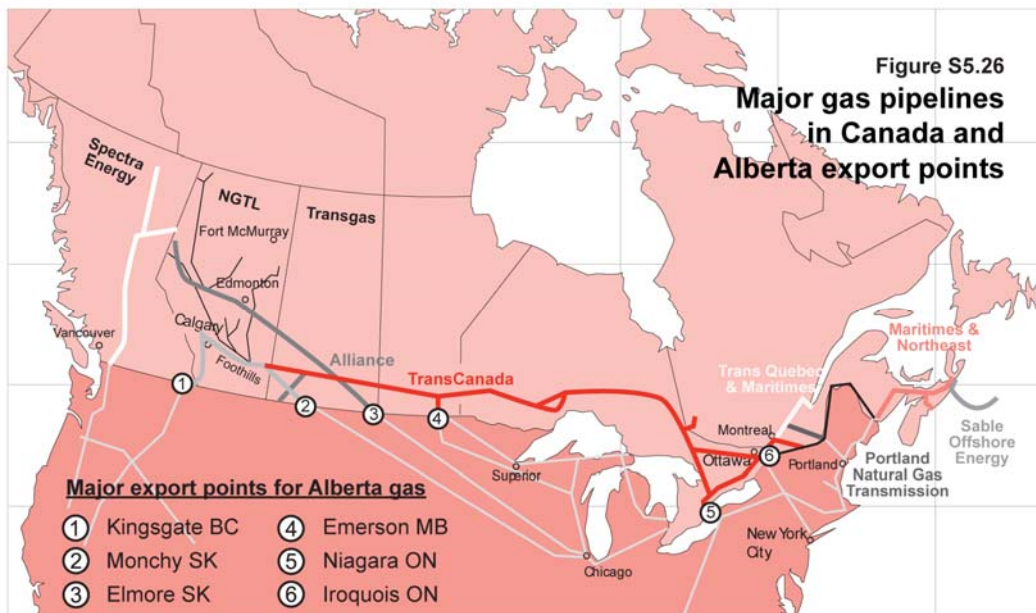 Figure S5.26
Major gas pipelines
in Canada and
Alberta export points
Spectra
Energy
NGTL
Transgas
Fort McMurray
Edmonton
Vancouver
Calgary
Foothills
Alliance
TransCanada
Maritimes &
Northeast
Trans Quebec
& Maritimes
Montreal
Ottawa
Portland
Portland
Natural Gas
Transmission
Sable
Offshore
Energy
Superior
New York
City
Chicago
1
2
3
4
5
6
Major export points for Alberta gas
1 Kingsgate BC
2 Monchy SK
3 Elmore SK
4 Emerson MB
5 Niagara ON
6 Iroquois ON